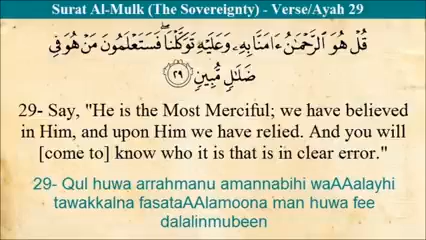 Surat Al-Mulk (The Sovereignty) - Verse/Ayah 29
قُلْ هُوَ الرَّحْمَٰنُ ءَامَنَّا بِهِۦ وَعَلَيْهِ تَوَكَّلْنَا ۖ فَسَتَعْلَمُونَ مَنْ هُوَ فِي
ضَلَٰلٍ مُّبِينٍ ﴿٢٩﴾
29- Say, "He is the Most Merciful; we have believed
in Him, and upon Him we have relied. And you will
[come to] know who it is that is in clear error."
29- Qul huwa arrahmanu amannabihi waAAalayhi
tawakkalna fasataAAlamoona man huwa fee
dalalinmubeen